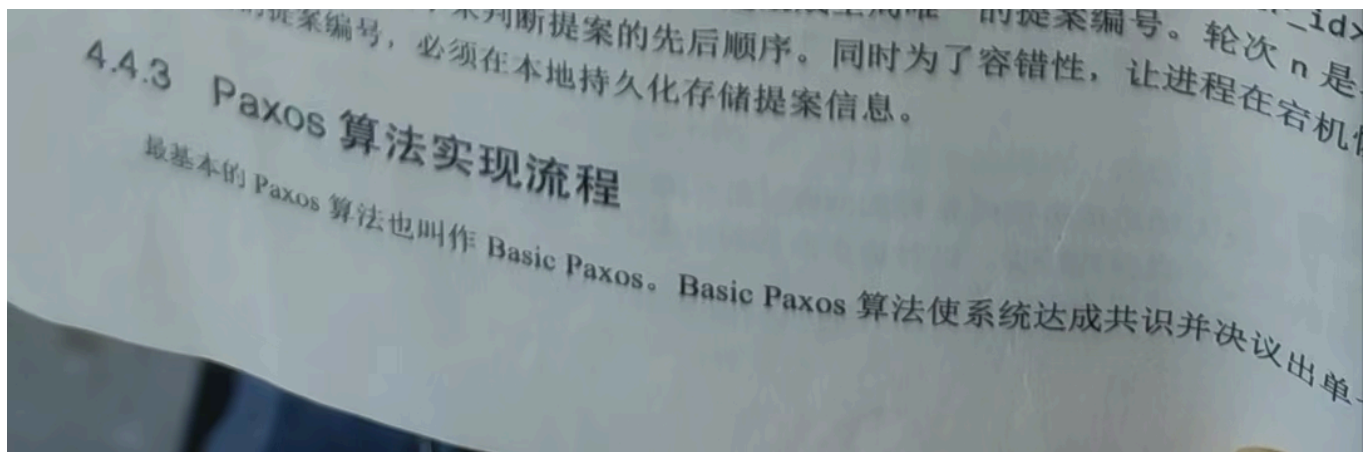 的提案编号。轮次 n 是
判断提案的先后顺序。同时为了容错性，让进程在宕机
提案编号，必须在本地持久化存储提案信息。
4.4.3 Paxos 算法实现流程
最基本的 Paxos 算法也叫作 Basic Paxos。Basic Paxos 算法使系统达成共识并决议出单